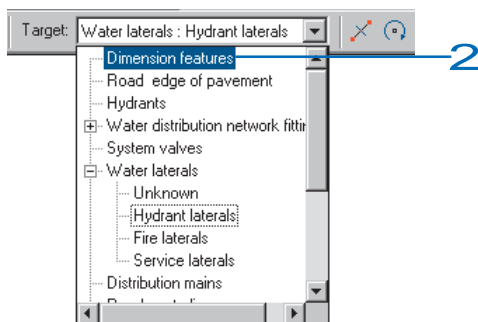 Target: Water laterals : Hydrant laterals
Dimension features 2
Road edge of pavement
Hydrants
Water distribution network
System valves
Water laterals
Unknown
Hydrant laterals
Fire laterals
Service laterals
Distribution mains